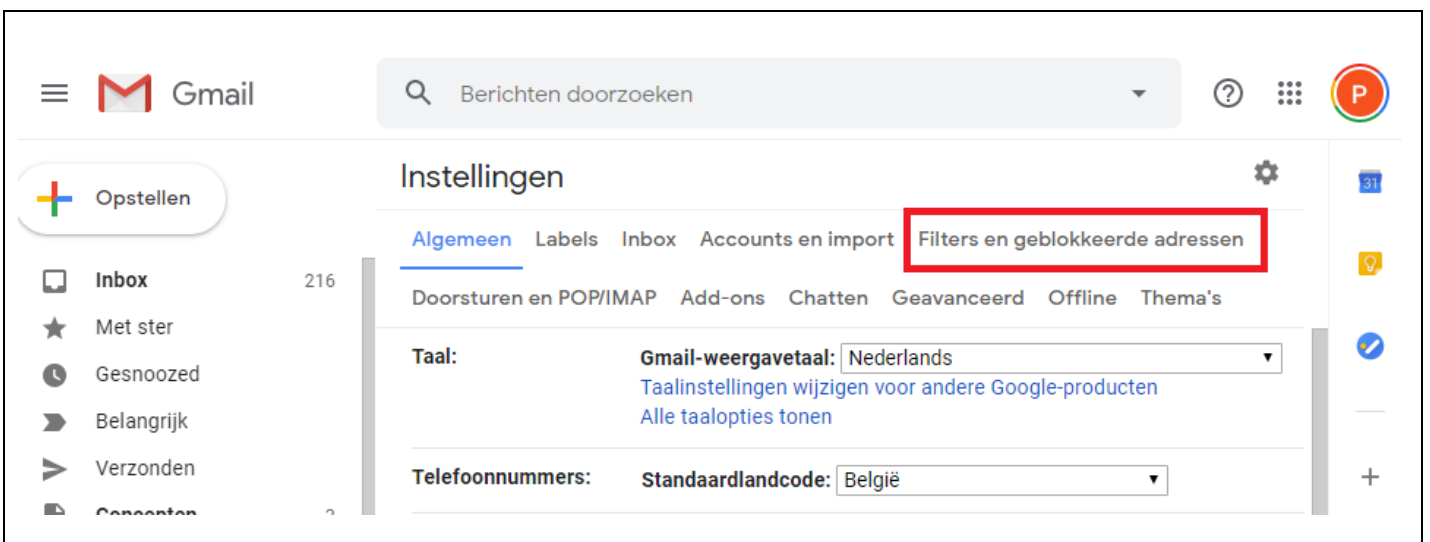 Gmail
Berichten doorzoeken
P
Opstellen
Instellingen
31
Algemeen Labels Inbox Accounts en import Filters en geblokkeerde adressen
Inbox 216
Doorsturen en POP/IMAP Add-ons Chatten Geavanceerd Offline Thema's
Met ster
Gesnoozed
Belangrijk
Verzonden
Taal: Gmail-weergavetaal: Nederlands
Taalinstellingen wijzigen voor andere Google-producten
Alle taalopties tonen
Telefoonnummers: Standaardlandcode: België